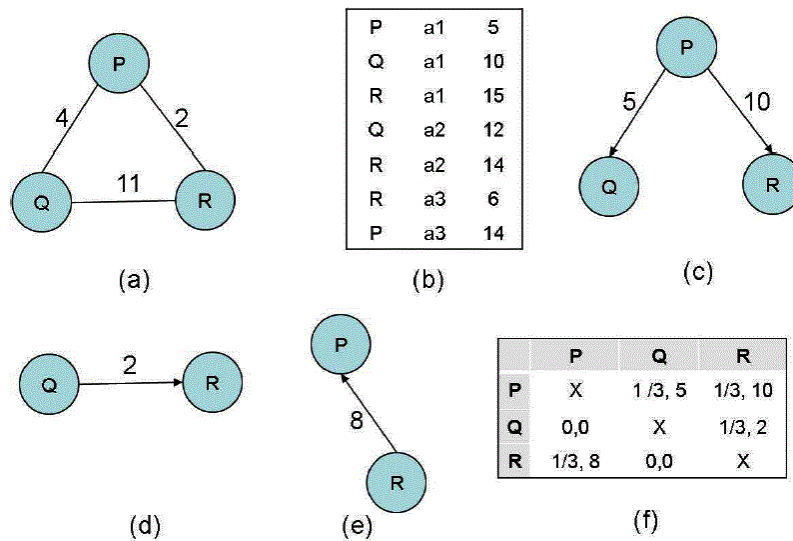 P
4
2
Q
11
R
(a)
P a1 5
Q a1 10
R a1 15
Q a2 12
R a2 14
R a3 6
P a3 14
(b)
P
5
10
Q
R
(c)
Q
2
R
(d)
P
8
R
(e)
P Q R
P X 1 /3, 5 1/3, 10
Q 0,0 X 1/3, 2
R 1/3, 8 0,0 X
(f)